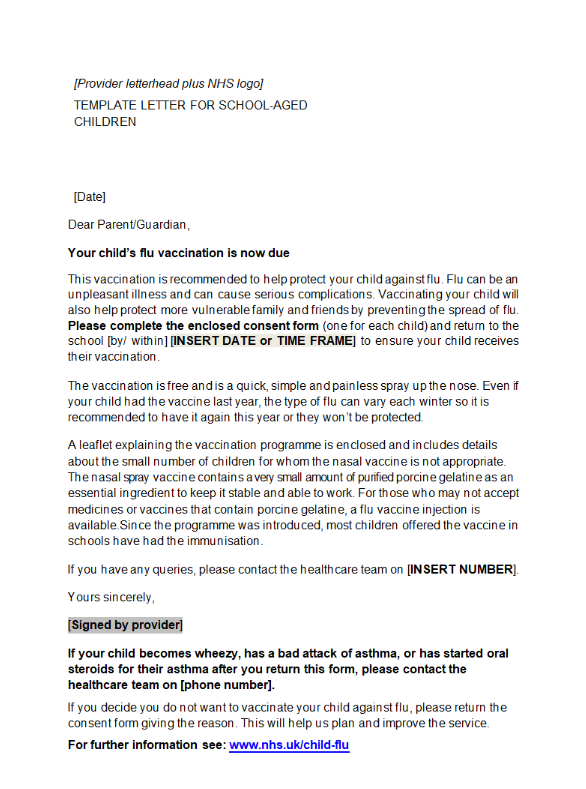 [Provider letterhead plus NHS logo]
TEMPLATE LETTER FOR SCHOOL-AGED
CHILDREN
[Date]
Dear Parent/Guardian,
Your child's flu vaccination is now due
This vaccination is recommended to help protect your child against flu. Flu can be an
unpleasant illness and can cause serious complications. Vaccinating your child will
also help protect more vulnerable family and friends by preventing the spread of flu.
Please complete the enclosed consent form (one for each child) and return to the
school [by/ within] [INSERT DATE or TIME FRAME] to ensure your child receives
their vaccination.
The vaccination is free and is a quick, simple and painless spray up the nose. Even if
your child had the vaccine last year, the type of flu can vary each winter so it is
recommended to have it again this year or they won't be protected.
A leaflet explaining the vaccination programme is enclosed and includes details
about the small number of children for whom the nasal vaccine is not appropriate.
The nasal spray vaccine contains a very small amount of purified porcine gelatine as an
essential ingredient to keep it stable and able to work. For those who may not accept
medicines or vaccines that contain porcine gelatine, a flu vaccine injection is
available.Since the programme was introduced, most children offered the vaccine in
schools have had the immunisation.
If you have any queries, please contact the healthcare team on [INSERT NUMBER].
Yours sincerely,
[Signed by provider]
If your child becomes wheezy, has a bad attack of asthma, or has started oral
steroids for their asthma after you return this form, please contact the
healthcare team on [phone number].
If you decide you do not want to vaccinate your child against flu, please return the
consent form giving the reason. This will help us plan and improve the service.
For further information see: www.nhs.uk/child-flu